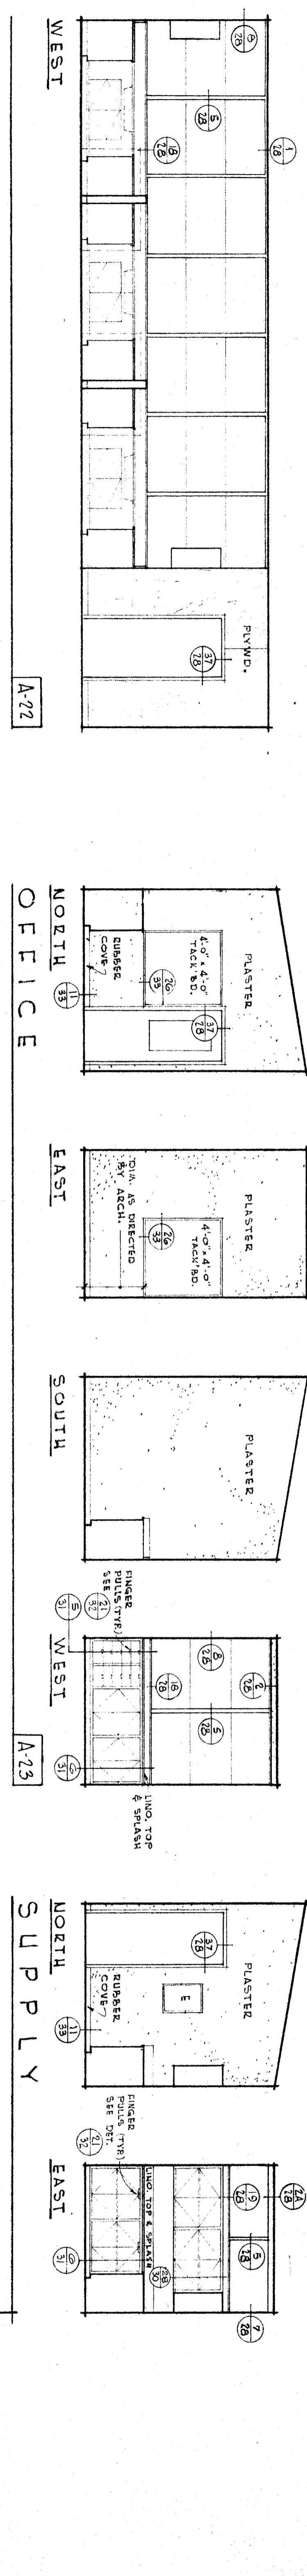 8
28
5
28
1
28
18
28
PLYWD.
37
28
WEST
A-22
PLASTER
4'-0" x 4'-0"
TACK BD.
37
28
26
33
RUBBER
COVE
11
33
NORTH
OFFICE
PLASTER
4'-0" x 4'-0"
TACK BD.
26
33
DIM. AS DIRECTED
BY ARCH.
EAST
PLASTER
SOUTH
2
28
8
28
5
28
18
28
FINGER
PULLS (TYP.)
SEE
21
32
5
31
6
31
LINO. TOP
& SPLASH
WEST
A-23
PLASTER
37
28
E
RUBBER
COVE
11
33
NORTH
SUPPLY
2A
28
19
28
5
28
7
28
LINO. TOP & SPLASH
28
30
FINGER
PULLS (TYP.)
SEE DET.
21
32
6
31
EAST